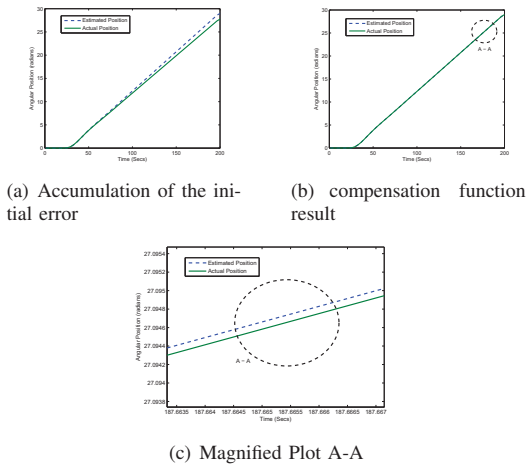 30
25
20
15
10
5
0
0 50 100 150 200
Angular Position (radians)
Time (Secs)
Estimated Position
Actual Position
(a) Accumulation of the ini-
tial error
30
25
20
15
10
5
0
0 50 100 150 200
Angular Position (radians)
Time (Secs)
Estimated Position
Actual Position
A − A
(b) compensation function
result
27.0954
27.0952
27.095
27.0948
27.0946
27.0944
27.0942
27.094
27.0938
187.6635 187.664 187.6645 187.665 187.6655 187.666 187.6665 187.667
Angular Position (radians)
Time (Secs)
Estimated Position
Actual Position
A − A
(c) Magnified Plot A-A